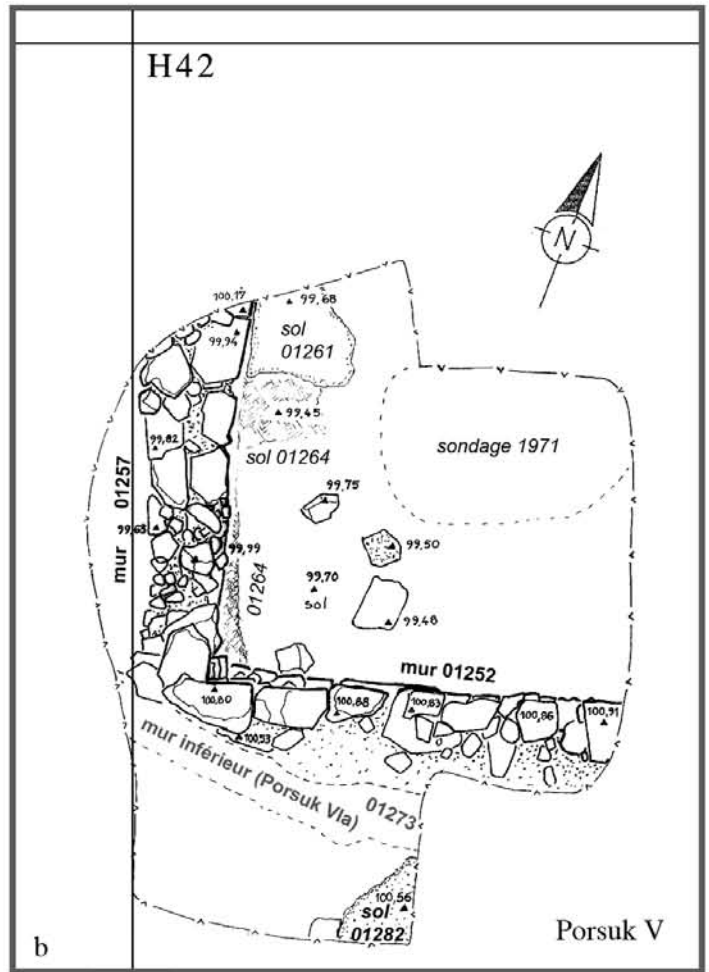 H42
N
100,17
99,68
99,94
sol
01261
99,45
99,82
sol 01264
sondage 1971
mur 01257
99,75
99,63
99,99
99,50
01264
99,70
sol
99,48
mur 01252
100,80
100,88
100,83
100,86
100,91
100,53
mur inférieur (Porsuk VIa)
01273
100,56
sol
01282
b
Porsuk V